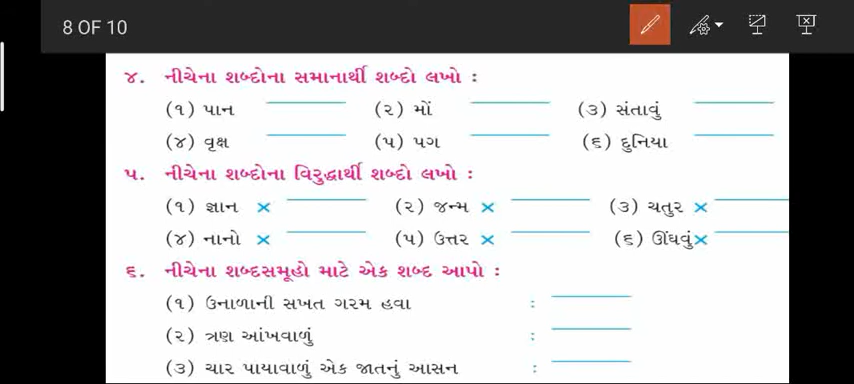 8 OF 10
૪. નીચેના શબ્દોના સમાનાર્થી શબ્દો લખો :
(૧) પાન (૨) મોં (૩) સંતાવું
(૪) વૃક્ષ (૫) પગ (૬) દુનિયા
૫. નીચેના શબ્દોના વિરુદ્ધાર્થી શબ્દો લખો :
(૧) જ્ઞાન × (૨) જન્મ × (૩) ચતુર ×
(૪) નાનો × (૫) ઉત્તર × (૬) ઊંઘવું×
૬. નીચેના શબ્દસમૂહો માટે એક શબ્દ આપો :
(૧) ઉનાળાની સખત ગરમ હવા :
(૨) ત્રણ આંખવાળું :
(૩) ચાર પાયાવાળું એક જાતનું આસન :